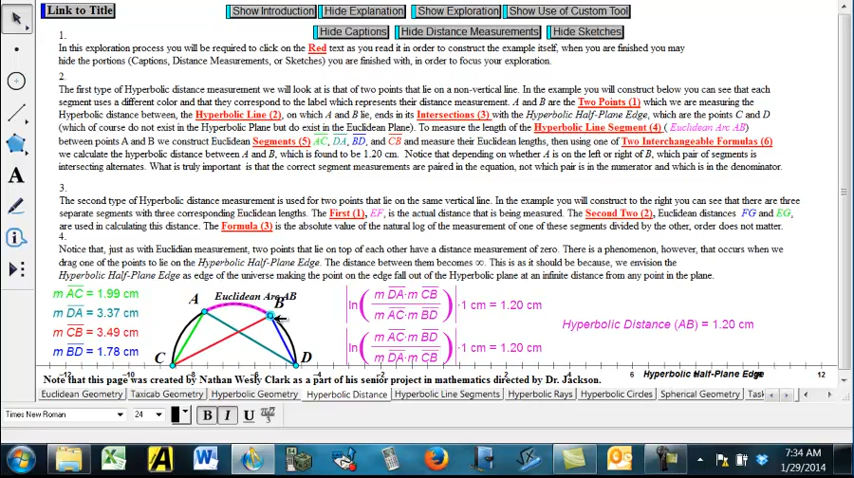 Link to Title
Show Introduction
Hide Explanation
Show Exploration
Show Use of Custom Tool
Hide Captions
Hide Distance Measurements
Hide Sketches
1.
In this exploration process you will be required to click on the Red text as you read it in order to construct the example itself, when you are finished you may
hide the portions (Captions, Distance Measurements, or Sketches) you are finished with, in order to focus your exploration.
2.
The first type of Hyperbolic distance measurement we will look at is that of two points that lie on a non-vertical line. In the example you will construct below you can see that each
segment uses a different color and that they correspond to the label which represents their distance measurement. A and B are the Two Points (1) which we are measuring the
Hyperbolic distance between, the Hyperbolic Line (2), on which A and B lie, ends in its Intersections (3) with the Hyperbolic Half-Plane Edge, which are the points C and D
(which of course do not exist in the Hyperbolic Plane but do exist in the Euclidean Plane). To measure the length of the Hyperbolic Line Segment (4) ( Euclidean Arc AB)
between points A and B we construct Euclidean Segments (5) AC, DA, BD, and CB and measure their Euclidean lengths, then using one of Two Interchangeable Formulas (6)
we calculate the hyperbolic distance between A and B, which is found to be 1.20 cm. Notice that depending on whether A is on the left or right of B, which pair of segments is
intersecting alternates. What is truly important is that the correct segment measurements are paired in the equation, not which pair is in the numerator and which is in the denominator.
3.
The second type of Hyperbolic distance measurement is used for two points that lie on the same vertical line. In the example you will construct to the right you can see that there are three
separate segments with three corresponding Euclidean lengths. The First (1), EF, is the actual distance that is being measured. The Second Two (2), Euclidean distances FG and EG,
are used in calculating this distance. The Formula (3) is the absolute value of the natural log of the measurement of one of these segments divided by the other, order does not matter.
4.
Notice that, just as with Euclidian measurement, two points that lie on top of each other have a distance measurement of zero. There is a phenomenon, however, that occurs when we
drag one of the points to lie on the Hyperbolic Half-Plane Edge. The distance between them becomes ∞. This is as it should be because, we envision the
Hyperbolic Half-Plane Edge as edge of the universe making the point on the edge fall out of the Hyperbolic plane at an infinite distance from any point in the plane.
m AC = 1.99 cm
m DA = 3.37 cm
m CB = 3.49 cm
m BD = 1.78 cm
A
Euclidean Arc AB
B
C
D
|ln(m DA·m CB / m AC·m BD)|·1 cm = 1.20 cm
|ln(m AC·m BD / m DA·m CB)|·1 cm = 1.20 cm
Hyperbolic Distance (AB) = 1.20 cm
-12 -10 -8 -6 -4 -2 2 4 6 12
Hyperbolic Half-Plane Edge
Note that this page was created by Nathan Wesly Clark as a part of his senior project in mathematics directed by Dr. Jackson.
Euclidean Geometry
Taxicab Geometry
Hyperbolic Geometry
Hyperbolic Distance
Hyperbolic Line Segments
Hyperbolic Rays
Hyperbolic Circles
Spherical Geometry
Task
Times New Roman
24
B
I
U
7:34 AM
1/29/2014